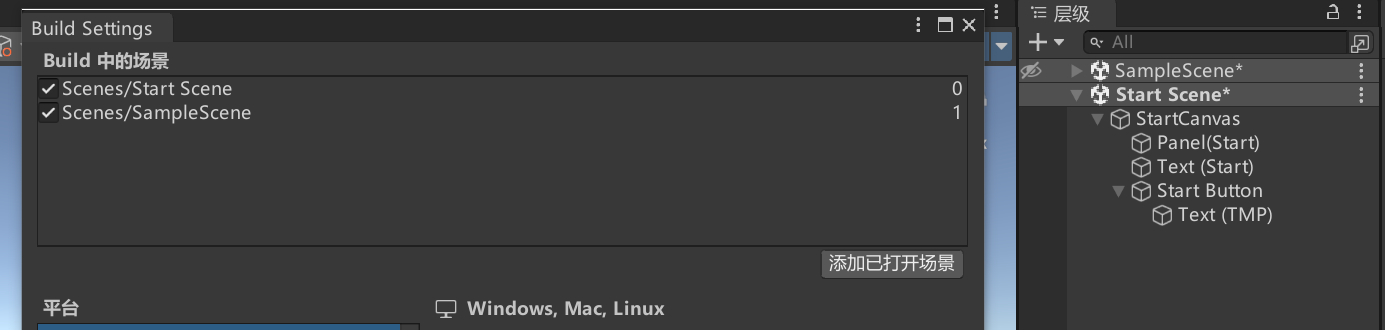 Build Settings
Build 中的场景
Scenes/Start Scene 0
Scenes/SampleScene 1
添加已打开场景
平台
Windows, Mac, Linux
层级
All
SampleScene*
Start Scene*
StartCanvas
Panel(Start)
Text (Start)
Start Button
Text (TMP)